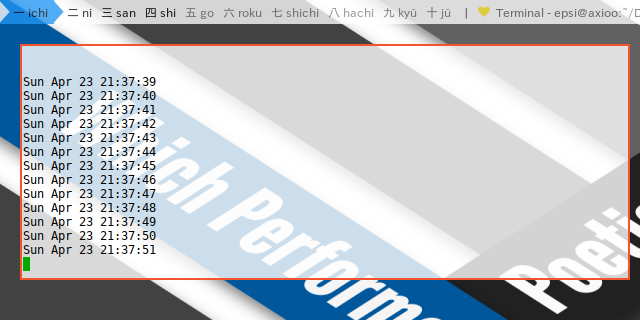 一 ichi 二 ni 三 san 四 shi 五 go 六 roku 七 shichi 八 hachi 九 kyū 十 jū | Terminal - epsi@axioo:~/
Sun Apr 23 21:37:39
Sun Apr 23 21:37:40
Sun Apr 23 21:37:41
Sun Apr 23 21:37:42
Sun Apr 23 21:37:43
Sun Apr 23 21:37:44
Sun Apr 23 21:37:45
Sun Apr 23 21:37:46
Sun Apr 23 21:37:47
Sun Apr 23 21:37:48
Sun Apr 23 21:37:49
Sun Apr 23 21:37:50
Sun Apr 23 21:37:51
Which Performa
Poetic